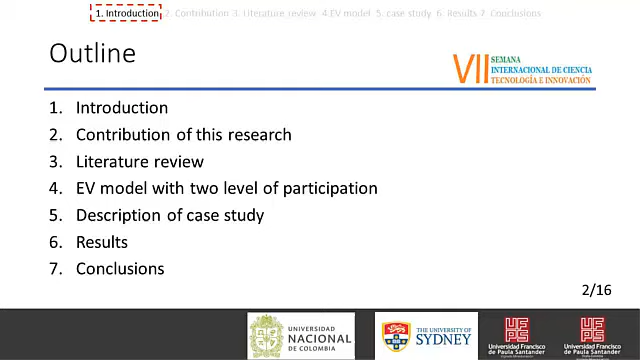 1. Introduction 2. Contribution 3. Literature review 4.EV model 5. case study 6. Results 7. Conclusions
Outline
VII SEMANA
INTERNACIONAL DE CIENCIA
TECNOLOGÍA E INNOVACIÓN
1. Introduction
2. Contribution of this research
3. Literature review
4. EV model with two level of participation
5. Description of case study
6. Results
7. Conclusions
2/16
UNIVERSIDAD
NACIONAL
DE COLOMBIA
THE UNIVERSITY OF
SYDNEY
UFPS
Universidad Francisco
de Paula Santander
UFPS
Universidad Francisco
de Paula Santander